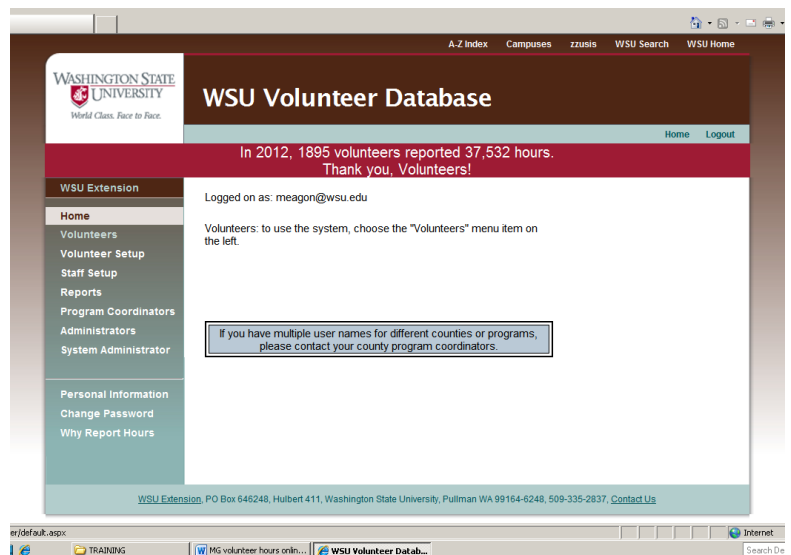 A-Z Index Campuses zzusis WSU Search WSU Home
WASHINGTON STATE
UNIVERSITY
World Class. Face to Face.
WSU Volunteer Database
Home Logout
In 2012, 1895 volunteers reported 37,532 hours.
Thank you, Volunteers!
WSU Extension
Home
Volunteers
Volunteer Setup
Staff Setup
Reports
Program Coordinators
Administrators
System Administrator
Personal Information
Change Password
Why Report Hours
Logged on as: meagon@wsu.edu
Volunteers: to use the system, choose the "Volunteers" menu item on
the left.
If you have multiple user names for different counties or programs,
please contact your county program coordinators.
WSU Extension, PO Box 646248, Hulbert 411, Washington State University, Pullman WA 99164-6248, 509-335-2837, Contact Us
er/default.aspx Internet
TRAINING MG volunteer hours onlin... WSU Volunteer Datab... Search De